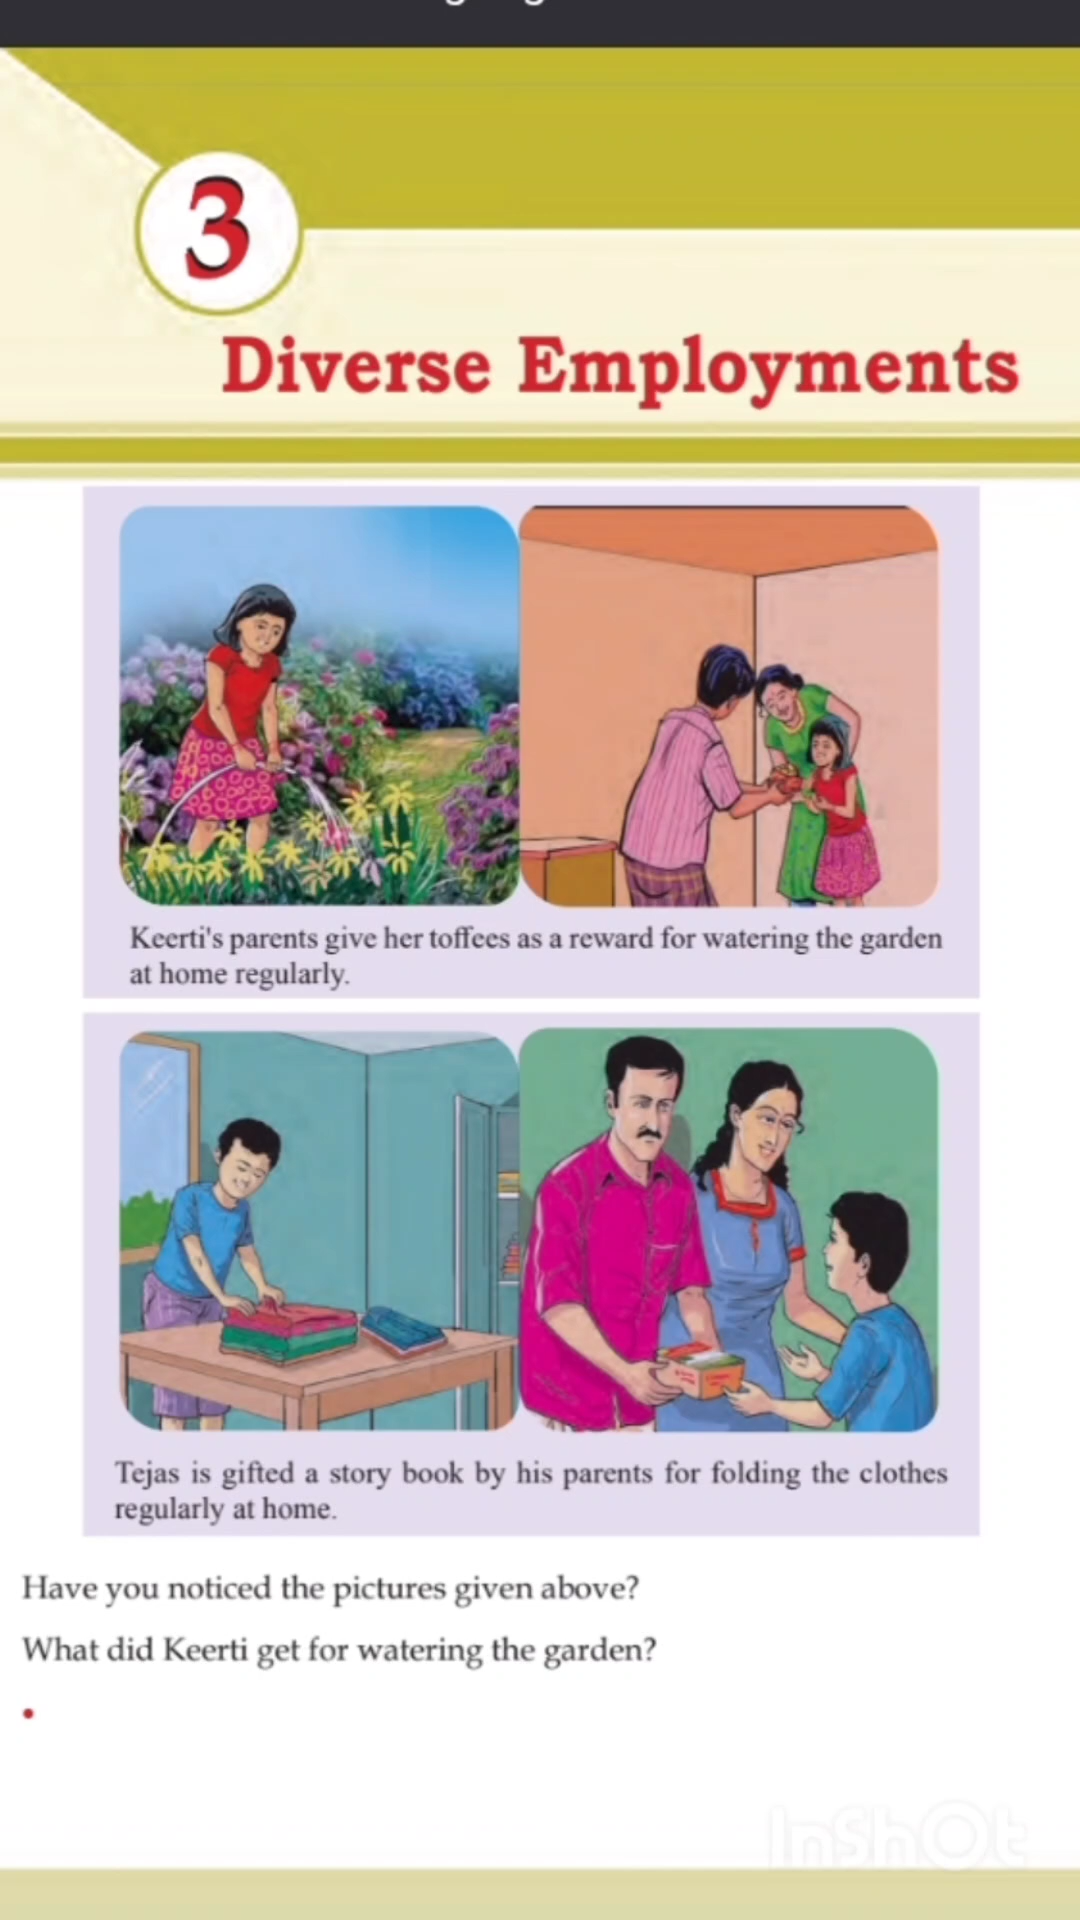 3
Diverse Employments
Keerti's parents give her toffees as a reward for watering the garden
at home regularly.
Tejas is gifted a story book by his parents for folding the clothes
regularly at home.
Have you noticed the pictures given above?
What did Keerti get for watering the garden?
•
InShOt